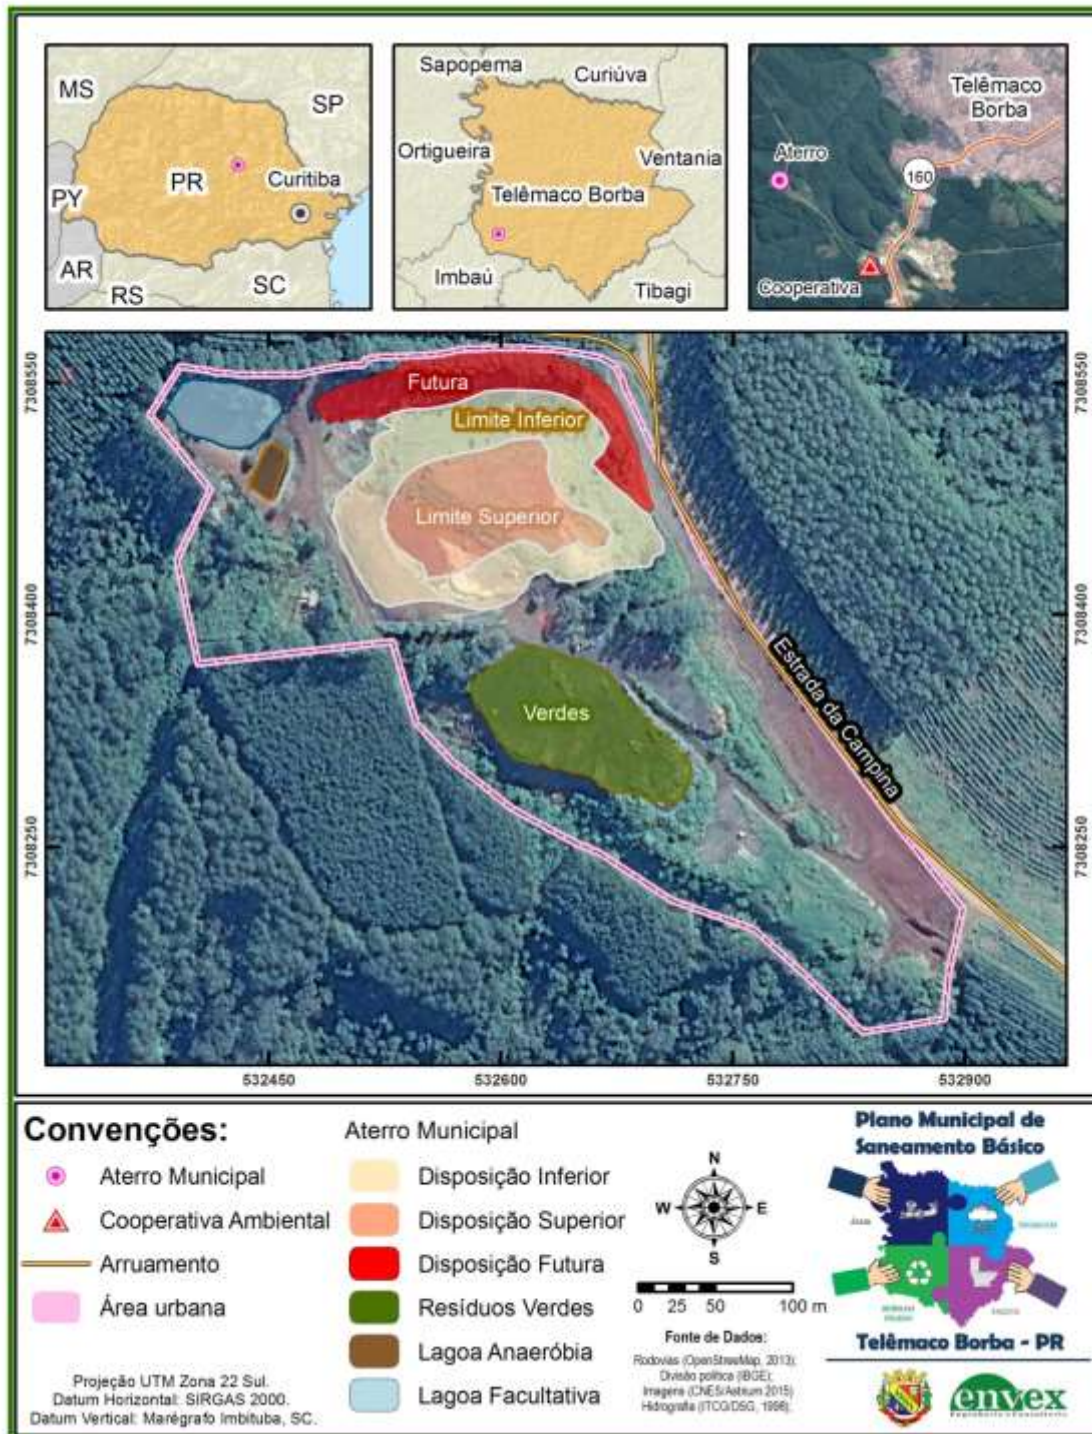 MS
SP
PR
Curitiba
PY
AR
RS
SC
Sapopema
Curiúva
Ortigueira
Ventania
Telêmaco Borba
Imbaú
Tibagi
Telêmaco
Borba
Aterro
160
Cooperativa
7308550
7308550
Futura
Limite Inferior
Limite Superior
7308400
7308400
Estrada da Campina
Verdes
7308250
7308250
532450
532600
532750
532900
Convenções:
Aterro Municipal
Cooperativa Ambiental
Arruamento
Área urbana
Projeção UTM Zona 22 Sul.
Datum Horizontal: SIRGAS 2000.
Datum Vertical: Marégrafo Imbituba, SC.
Aterro Municipal
Disposição Inferior
Disposição Superior
Disposição Futura
Resíduos Verdes
Lagoa Anaeróbia
Lagoa Facultativa
N
W
E
S
0 25 50 100 m
Fonte de Dados:
Rodovias (OpenStreetMap, 2013);
Divisão política (IBGE);
Imagens (CNES/Astrium 2015)
Hidrografia (ITCG/DSG, 1996);
Plano Municipal de
Saneamento Básico
Telêmaco Borba - PR
envex